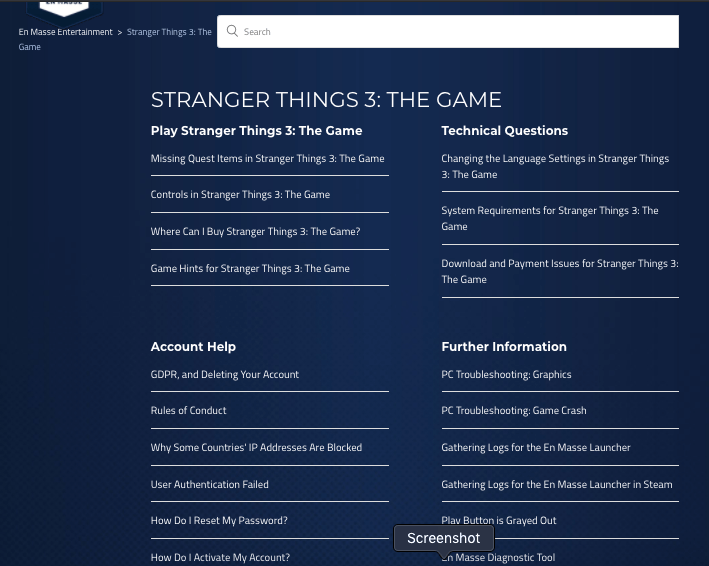 EN MASSE
En Masse Entertainment > Stranger Things 3: The
Game
Search
STRANGER THINGS 3: THE GAME
Play Stranger Things 3: The Game
Missing Quest Items in Stranger Things 3: The Game
Controls in Stranger Things 3: The Game
Where Can I Buy Stranger Things 3: The Game?
Game Hints for Stranger Things 3: The Game
Technical Questions
Changing the Language Settings in Stranger Things
3: The Game
System Requirements for Stranger Things 3: The
Game
Download and Payment Issues for Stranger Things 3:
The Game
Account Help
GDPR, and Deleting Your Account
Rules of Conduct
Why Some Countries' IP Addresses Are Blocked
User Authentication Failed
How Do I Reset My Password?
How Do I Activate My Account?
Further Information
PC Troubleshooting: Graphics
PC Troubleshooting: Game Crash
Gathering Logs for the En Masse Launcher
Gathering Logs for the En Masse Launcher in Steam
Play Button is Grayed Out
Screenshot
En Masse Diagnostic Tool